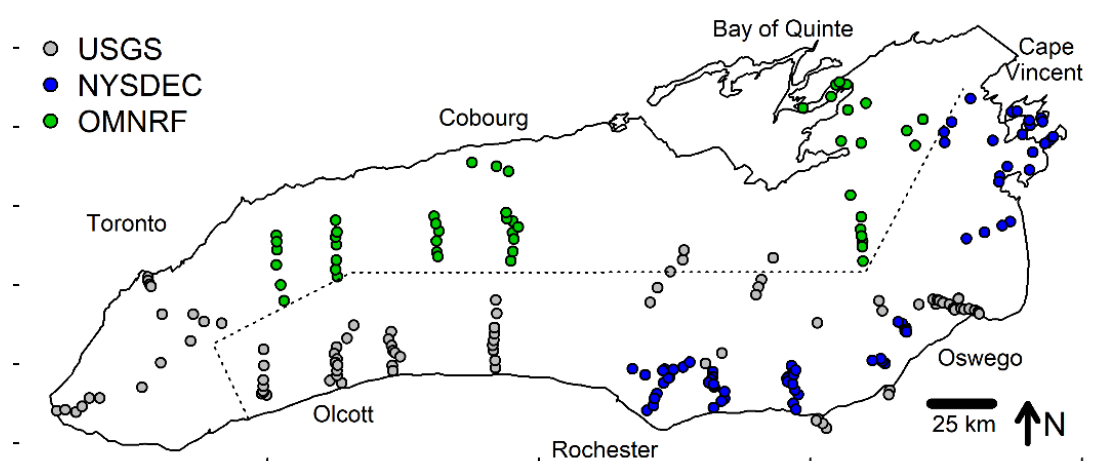 USGS
NYSDEC
OMNRF
Bay of Quinte
Cape
Vincent
Cobourg
Toronto
Olcott
Rochester
Oswego
25 km
N